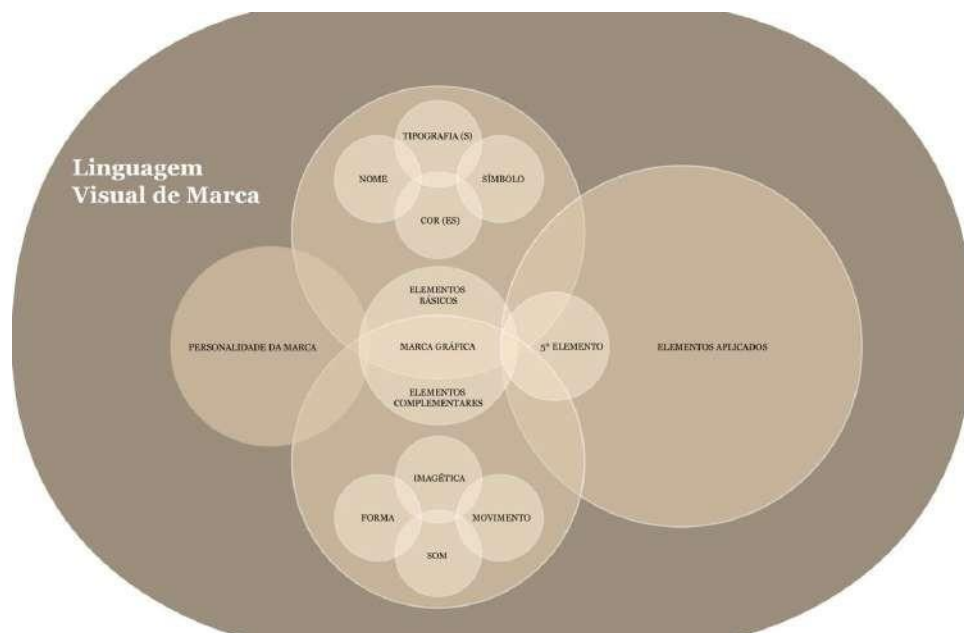 Linguagem
Visual de Marca
TIPOGRAFIA (S)
NOME
SÍMBOLO
COR (ES)
ELEMENTOS
BÁSICOS
PERSONALIDADE DA MARCA
MARCA GRÁFICA
5º ELEMENTO
ELEMENTOS APLICADOS
ELEMENTOS
COMPLEMENTARES
IMAGÉTICA
FORMA
MOVIMENTO
SOM